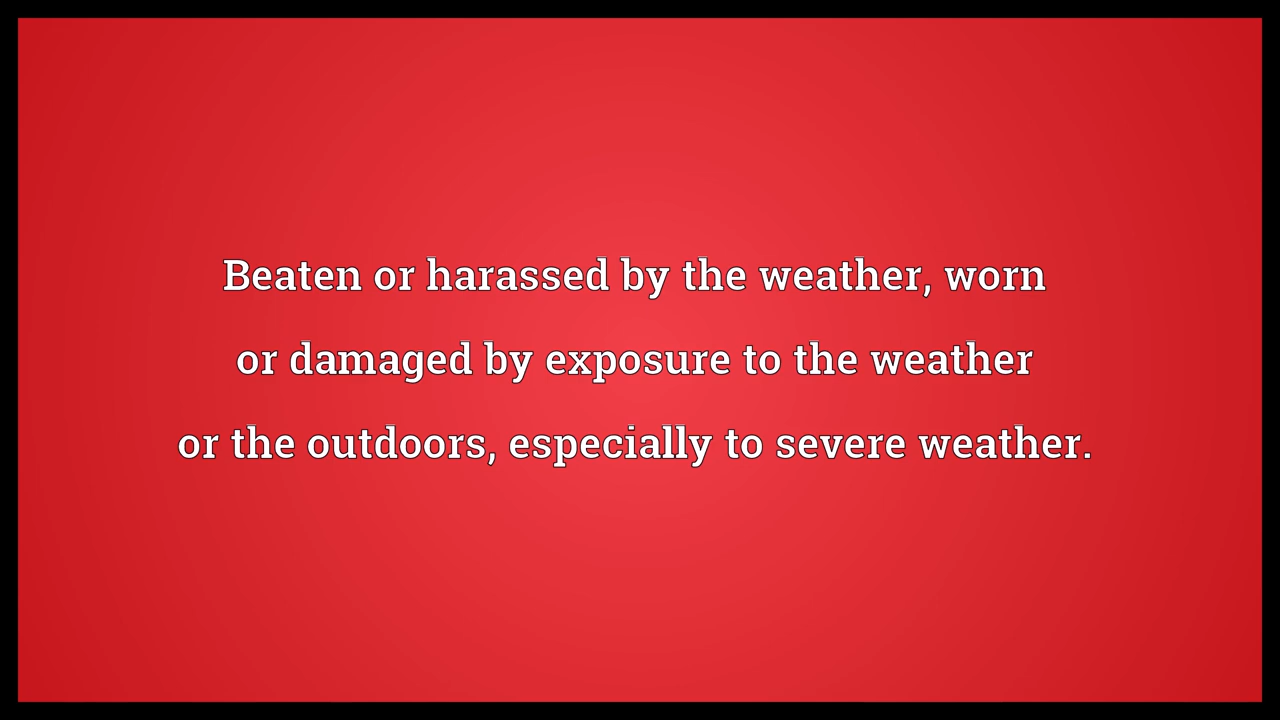 Beaten or harassed by the weather, worn
or damaged by exposure to the weather
or the outdoors, especially to severe weather.